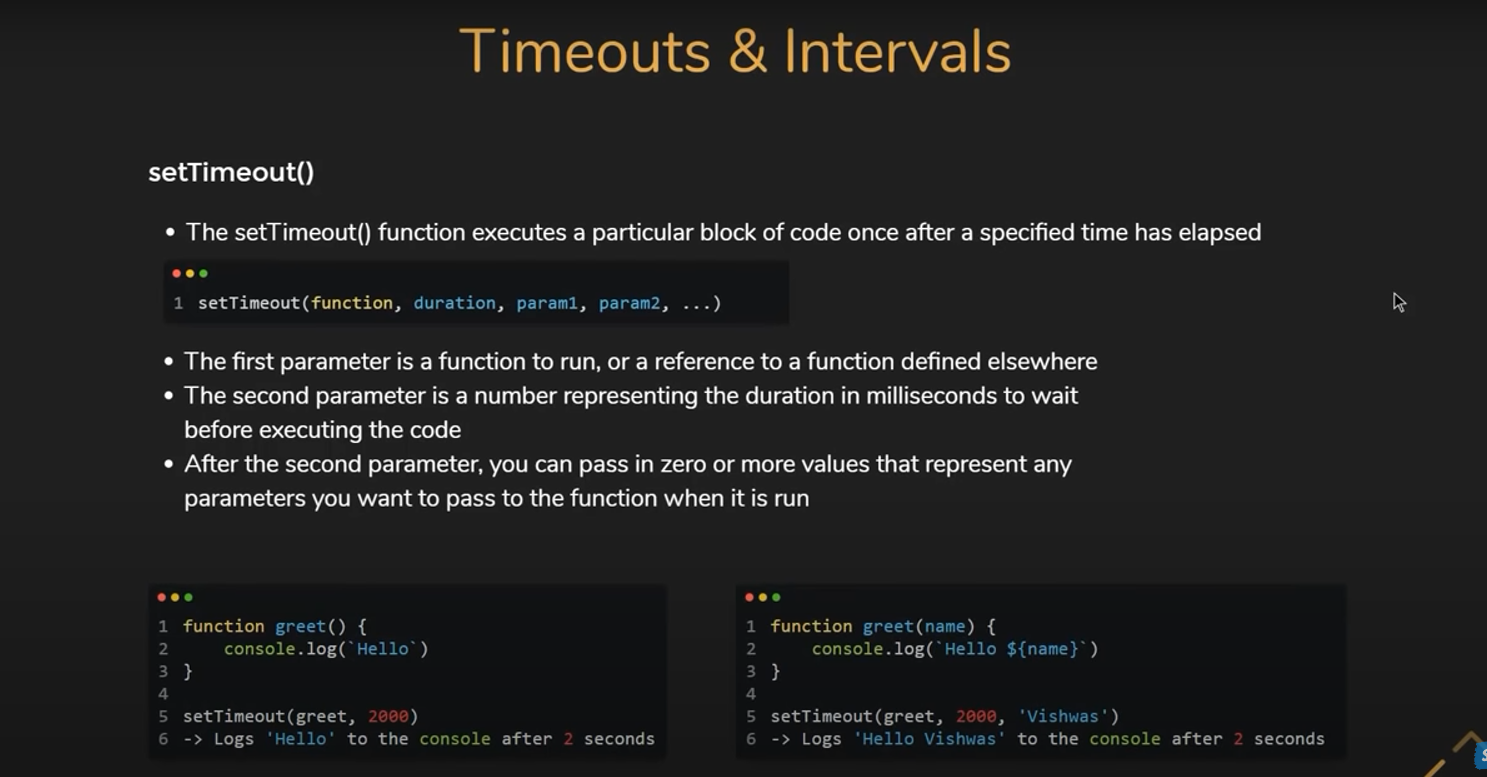 Timeouts & Intervals
setTimeout()
• The setTimeout() function executes a particular block of code once after a specified time has elapsed
1 setTimeout(function, duration, param1, param2, ...)
• The first parameter is a function to run, or a reference to a function defined elsewhere
• The second parameter is a number representing the duration in milliseconds to wait
before executing the code
• After the second parameter, you can pass in zero or more values that represent any
parameters you want to pass to the function when it is run
1 function greet() {
2     console.log(`Hello`)
3 }
4
5 setTimeout(greet, 2000)
6 -> Logs 'Hello' to the console after 2 seconds
1 function greet(name) {
2     console.log(`Hello ${name}`)
3 }
4
5 setTimeout(greet, 2000, 'Vishwas')
6 -> Logs 'Hello Vishwas' to the console after 2 seconds